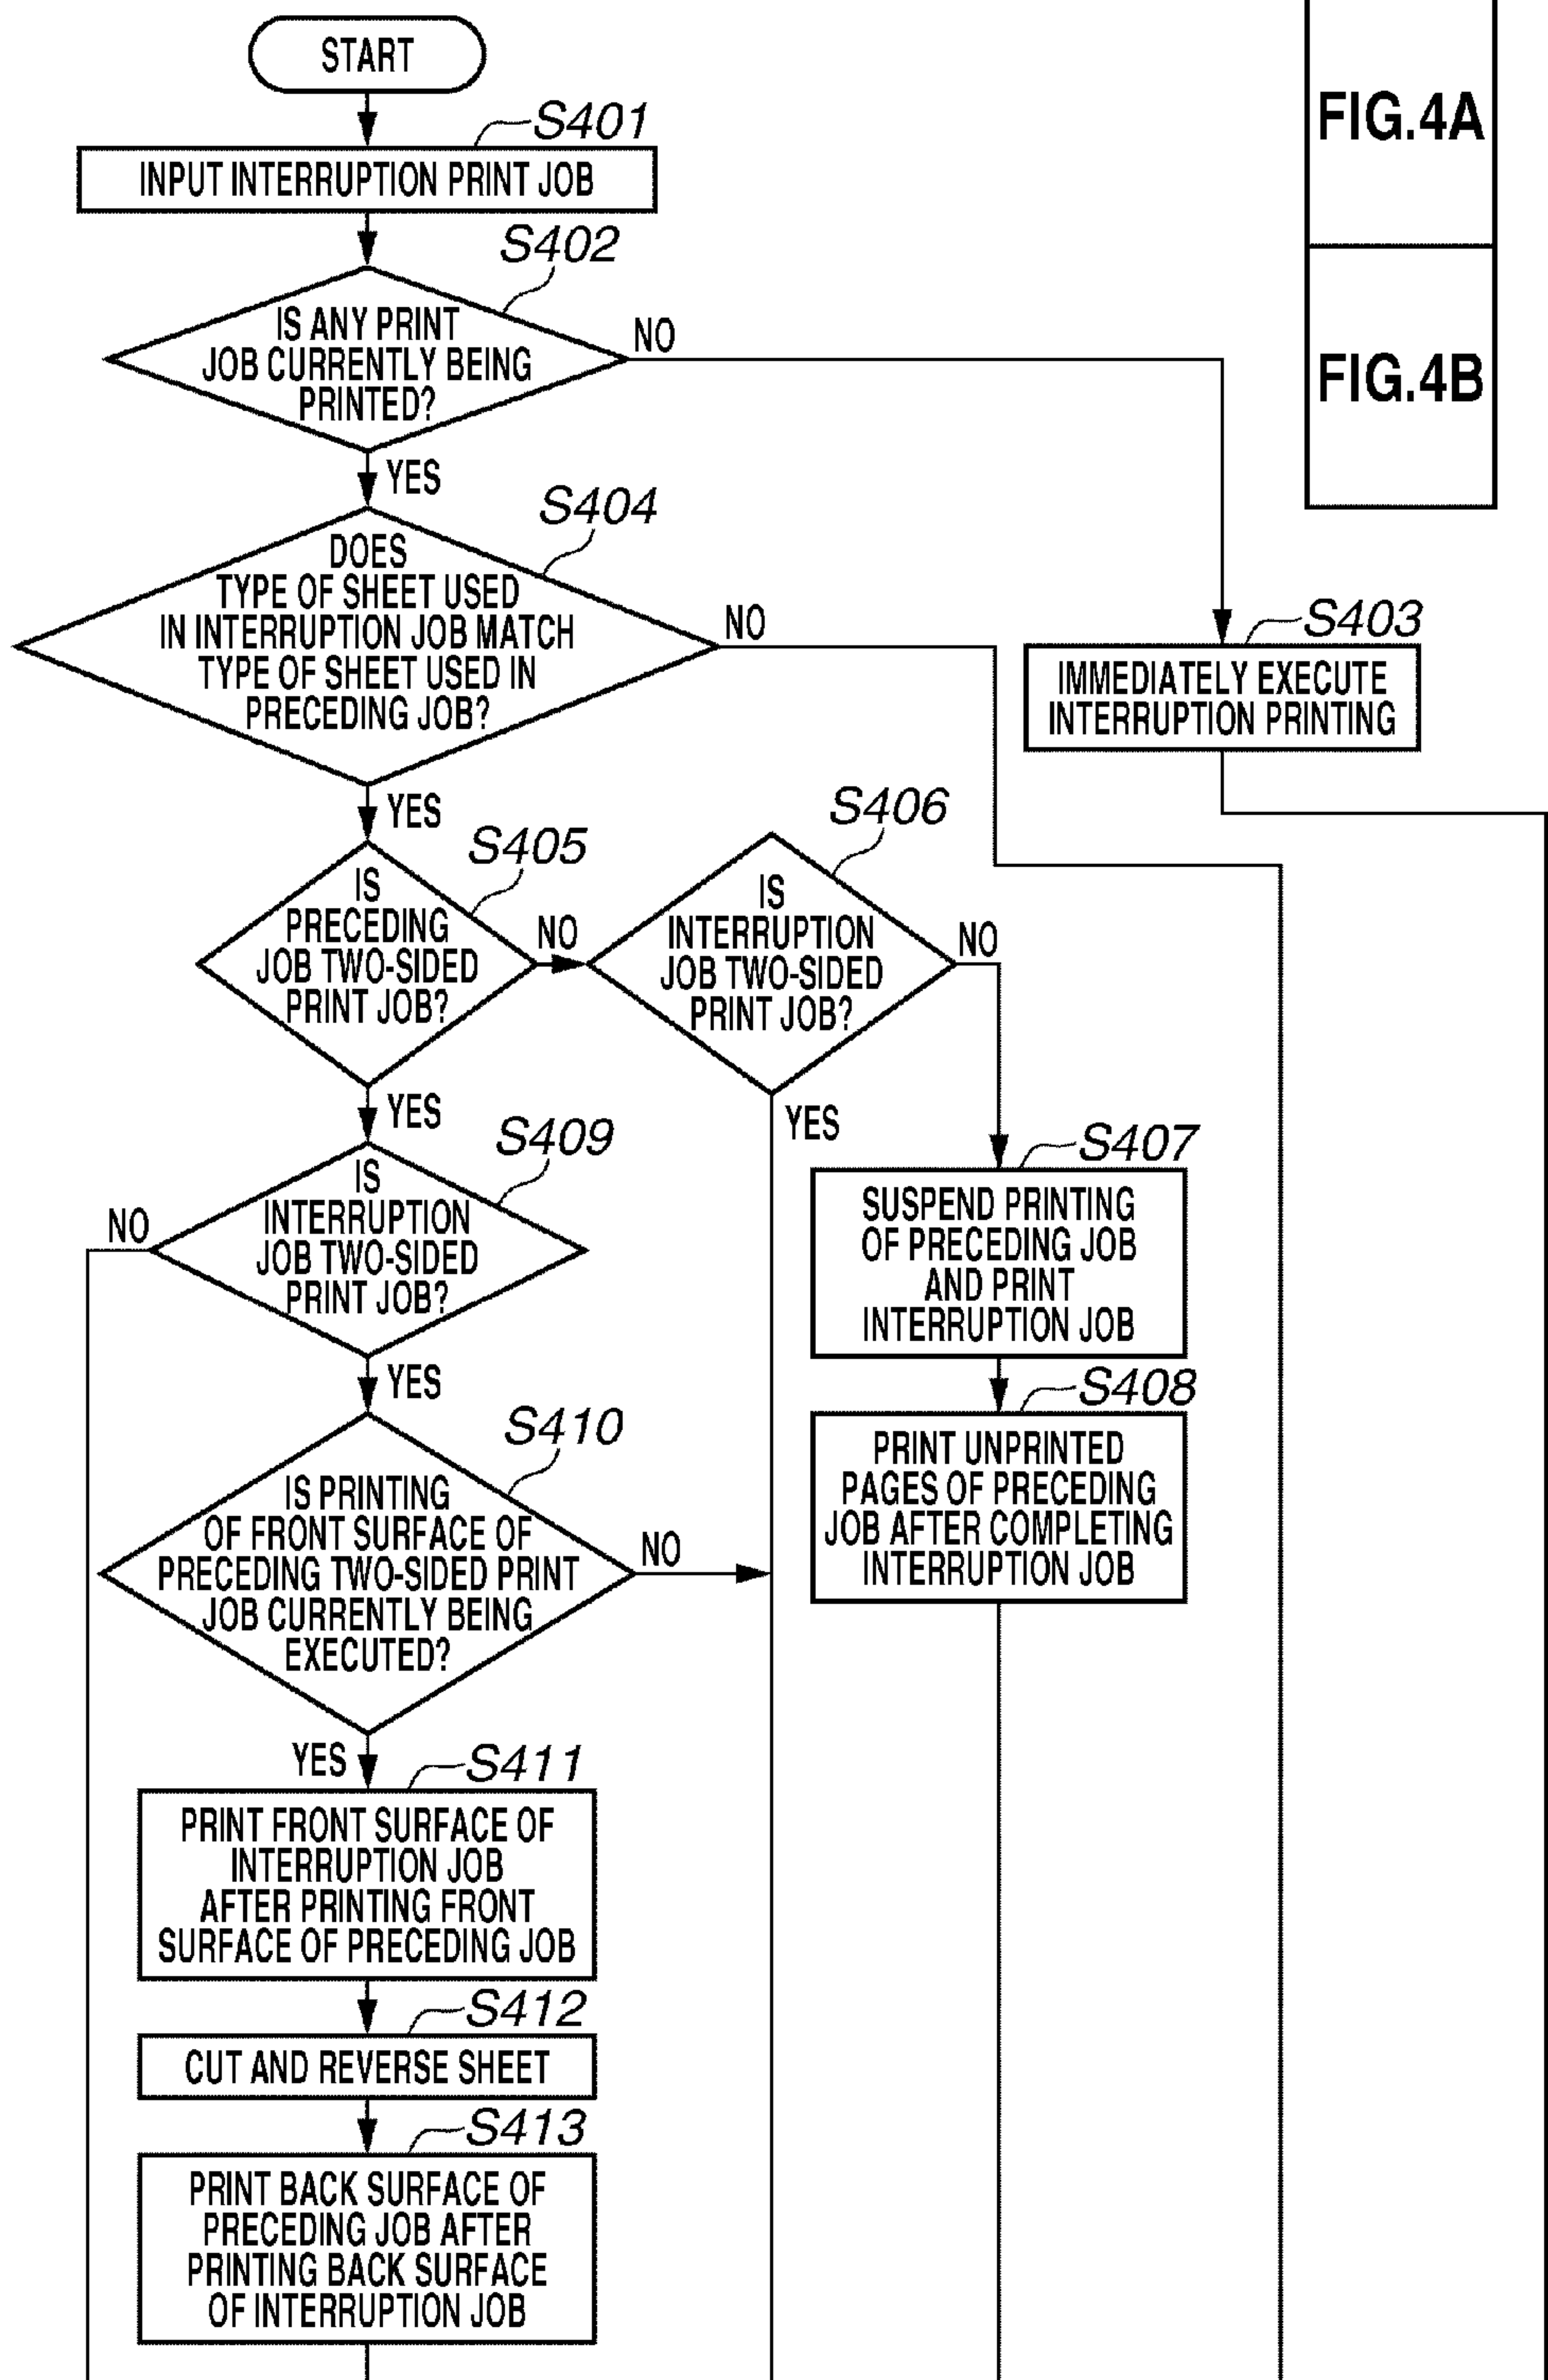 START
S401
INPUT INTERRUPTION PRINT JOB
S402
IS ANY PRINT
JOB CURRENTLY BEING
PRINTED?
NO
YES
FIG.4A
FIG.4B
S404
DOES
TYPE OF SHEET USED
IN INTERRUPTION JOB MATCH
TYPE OF SHEET USED IN
PRECEDING JOB?
NO
YES
S403
IMMEDIATELY EXECUTE
INTERRUPTION PRINTING
S405
IS
PRECEDING
JOB TWO-SIDED
PRINT JOB?
NO
YES
S406
IS
INTERRUPTION
JOB TWO-SIDED
PRINT JOB?
NO
YES
S407
SUSPEND PRINTING
OF PRECEDING JOB
AND PRINT
INTERRUPTION JOB
S408
PRINT UNPRINTED
PAGES OF PRECEDING
JOB AFTER COMPLETING
INTERRUPTION JOB
S409
IS
INTERRUPTION
JOB TWO-SIDED
PRINT JOB?
NO
YES
S410
IS PRINTING
OF FRONT SURFACE OF
PRECEDING TWO-SIDED PRINT
JOB CURRENTLY BEING
EXECUTED?
NO
YES
S411
PRINT FRONT SURFACE OF
INTERRUPTION JOB
AFTER PRINTING FRONT
SURFACE OF PRECEDING JOB
S412
CUT AND REVERSE SHEET
S413
PRINT BACK SURFACE OF
PRECEDING JOB AFTER
PRINTING BACK SURFACE
OF INTERRUPTION JOB